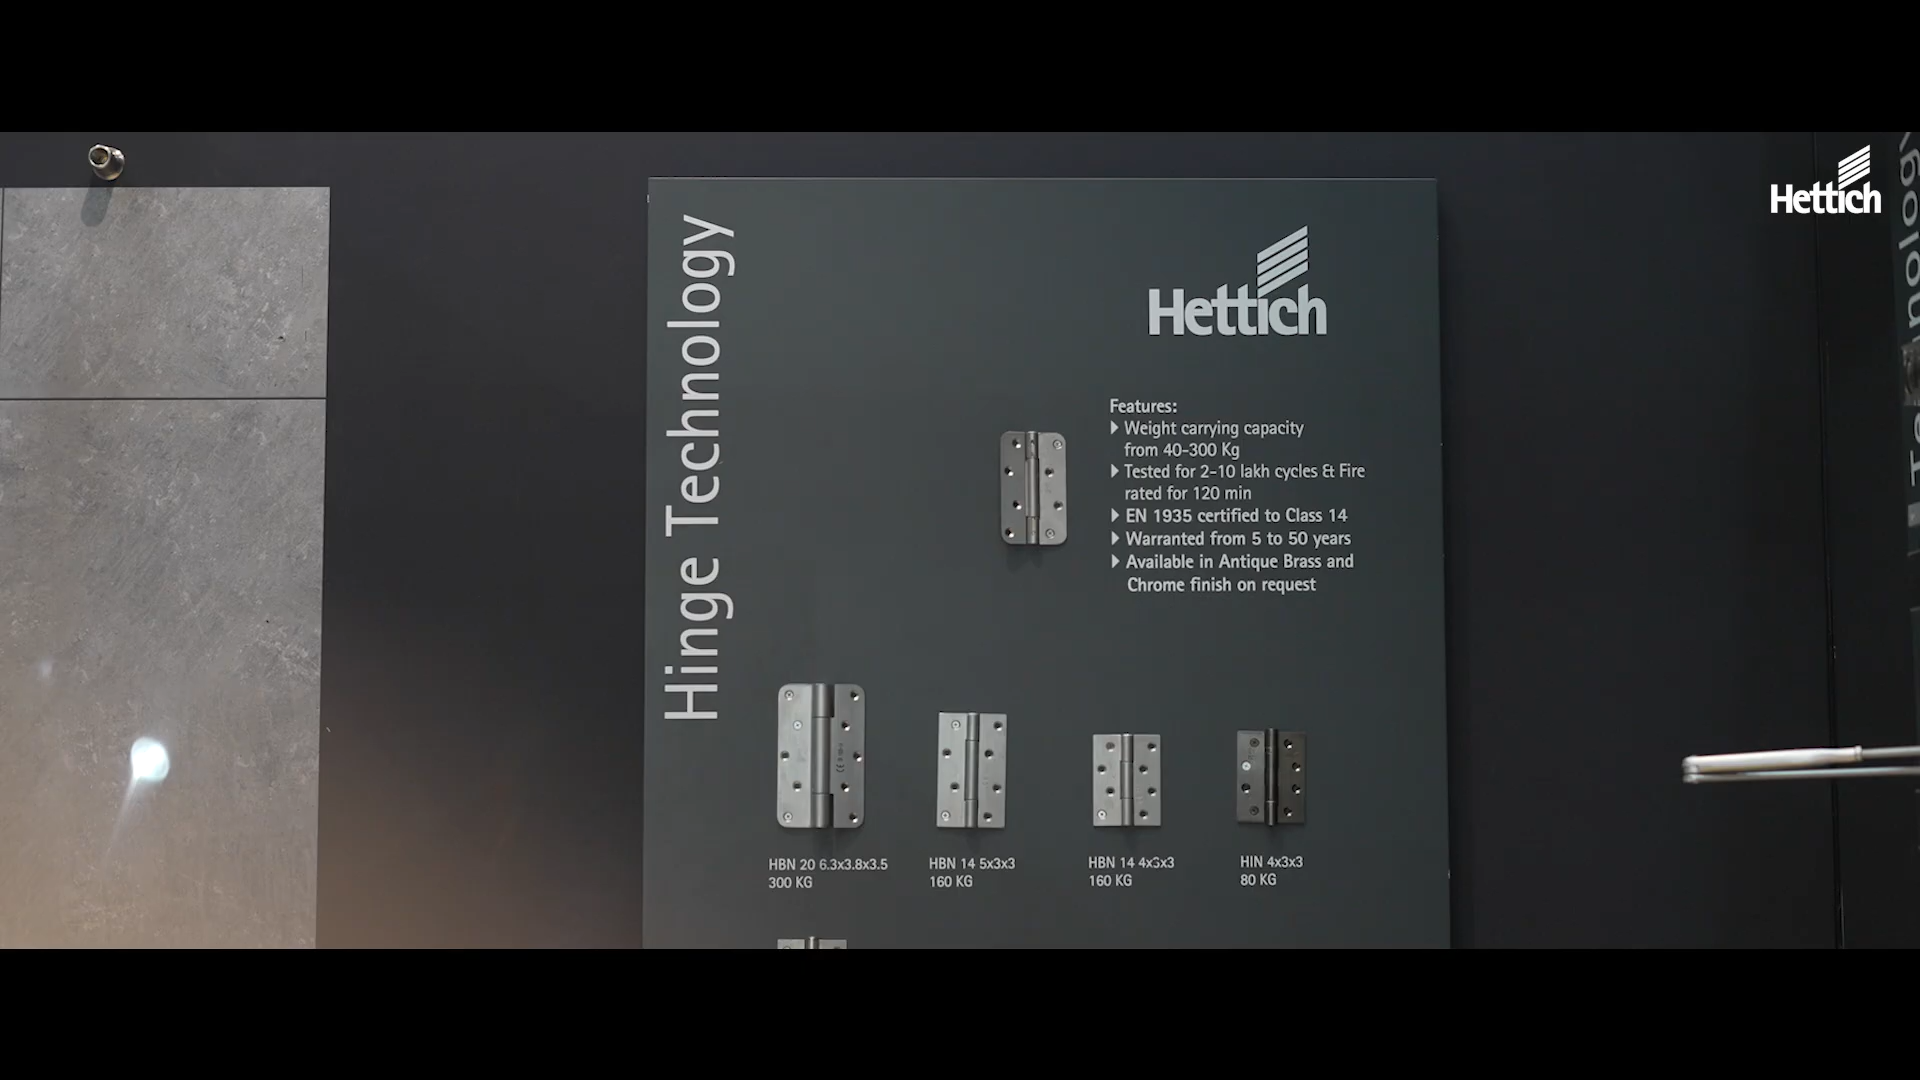 Hettich
Hinge Technology
Hettich
Features:
Weight carrying capacity
from 40-300 Kg
Tested for 2-10 lakh cycles & Fire
rated for 120 min
EN 1935 certified to Class 14
Warranted from 5 to 50 years
Available in Antique Brass and
Chrome finish on request
HBN 20 6.3x3.8x3.5
300 KG
HBN 14 5x3x3
160 KG
HBN 14 4x3x3
160 KG
HIN 4x3x3
80 KG